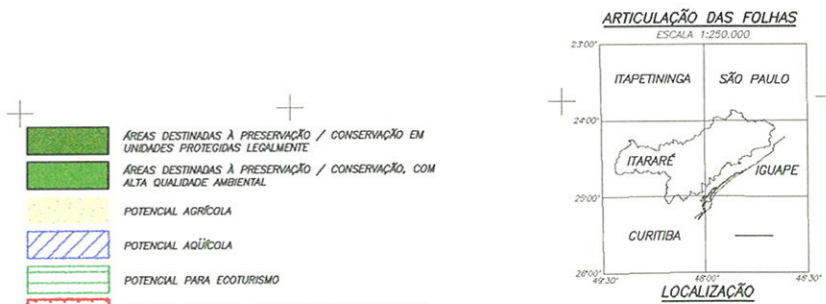 ARTICULAÇÃO DAS FOLHAS
ESCALA 1:250.000
23°00'
ITAPETININGA
SÃO PAULO
24°00'
ITARARÉ
IGUAPE
25°00'
CURITIBA
26°00'
49°30'
48°00'
46°30'
LOCALIZAÇÃO
ÁREAS DESTINADAS À PRESERVAÇÃO / CONSERVAÇÃO EM
UNIDADES PROTEGIDAS LEGALMENTE
ÁREAS DESTINADAS À PRESERVAÇÃO / CONSERVAÇÃO, COM
ALTA QUALIDADE AMBIENTAL
POTENCIAL AGRÍCOLA
POTENCIAL AQÜÍCOLA
POTENCIAL PARA ECOTURISMO